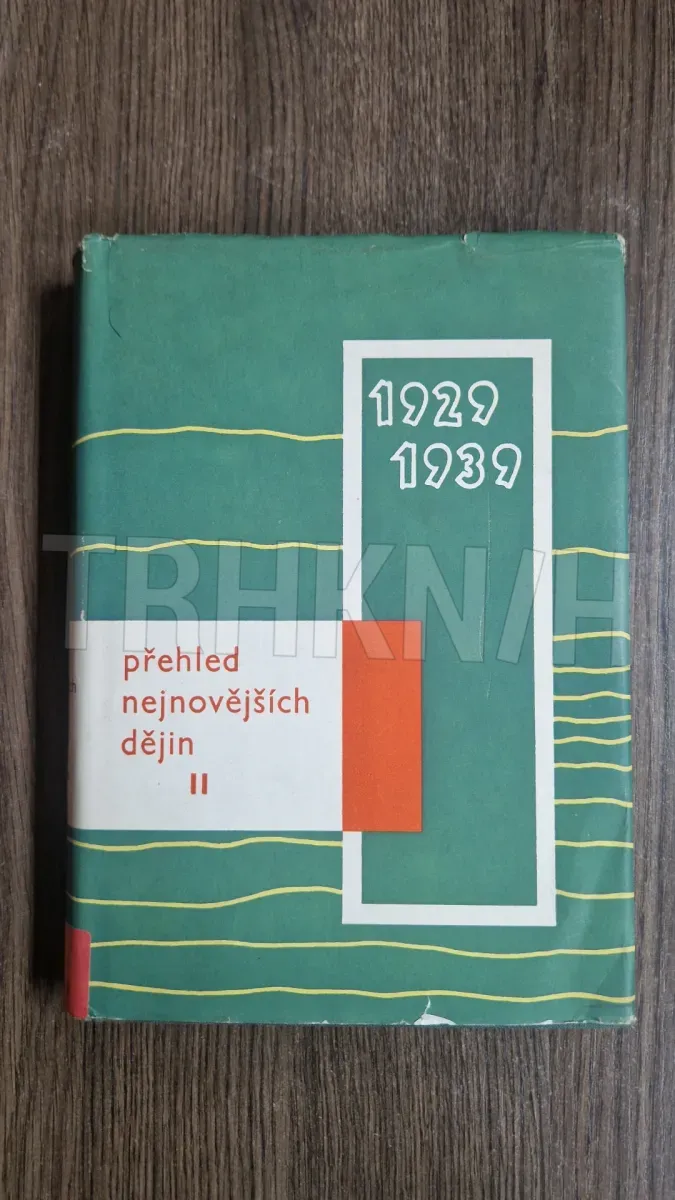 1929
1939
TRHKNIH
přehled
nejnovějších
dějin
II